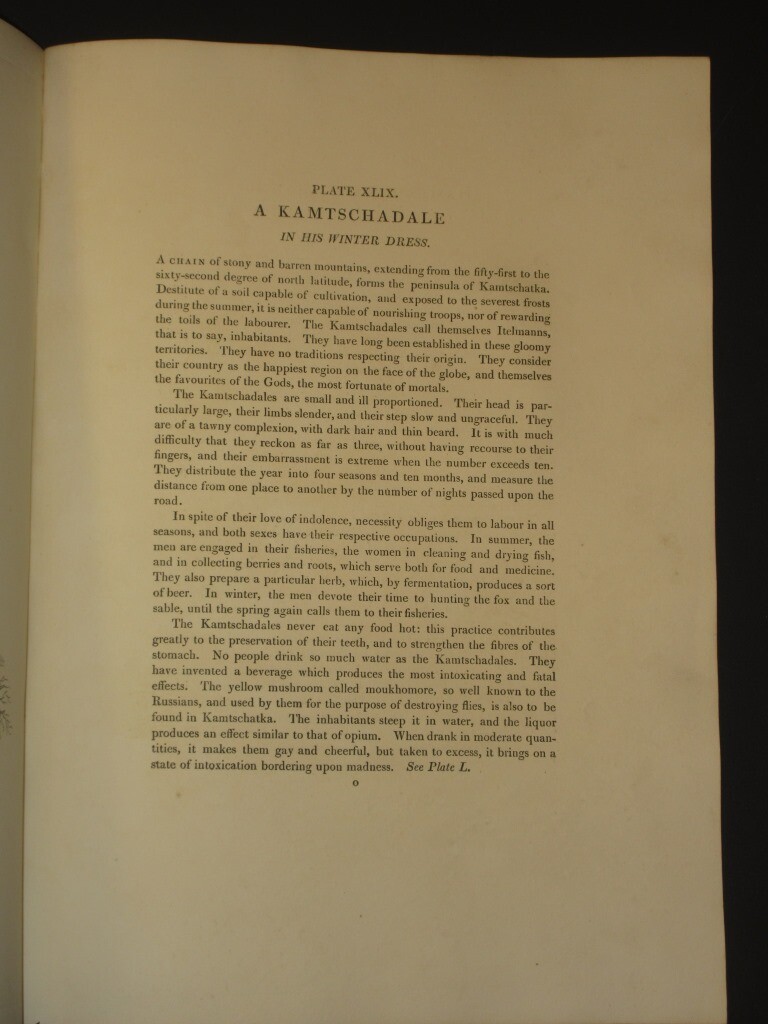 PLATE XLIX.
A KAMTSCHADALE
IN HIS WINTER DRESS.
A CHAIN of stony and barren mountains, extending from the fifty-first to the
sixty-second degree of north latitude, forms the peninsula of Kamtschatka.
Destitute of a soil capable of cultivation, and exposed to the severest frosts
during the summer, it is neither capable of nourishing troops, nor of rewarding
the toils of the labourer. The Kamtschadales call themselves Itelmanns,
that is to say, inhabitants. They have long been established in these gloomy
territories. They have no traditions respecting their origin. They consider
their country as the happiest region on the face of the globe, and themselves
the favourites of the Gods, the most fortunate of mortals.
The Kamtschadales are small and ill proportioned. Their head is par-
ticularly large, their limbs slender, and their step slow and ungraceful. They
are of a tawny complexion, with dark hair and thin beard. It is with much
difficulty that they reckon as far as three, without having recourse to their
fingers, and their embarrassment is extreme when the number exceeds ten.
They distribute the year into four seasons and ten months, and measure the
distance from one place to another by the number of nights passed upon the
road.
In spite of their love of indolence, necessity obliges them to labour in all
seasons, and both sexes have their respective occupations. In summer, the
men are engaged in their fisheries, the women in cleaning and drying fish,
and in collecting berries and roots, which serve both for food and medicine.
They also prepare a particular herb, which, by fermentation, produces a sort
of beer. In winter, the men devote their time to hunting the fox and the
sable, until the spring again calls them to their fisheries.
The Kamtschadales never eat any food hot: this practice contributes
greatly to the preservation of their teeth, and to strengthen the fibres of the
stomach. No people drink so much water as the Kamtschadales. They
have invented a beverage which produces the most intoxicating and fatal
effects. The yellow mushroom called moukhomore, so well known to the
Russians, and used by them for the purpose of destroying flies, is also to be
found in Kamtschatka. The inhabitants steep it in water, and the liquor
produces an effect similar to that of opium. When drank in moderate quan-
tities, it makes them gay and cheerful, but taken to excess, it brings on a
state of intoxication bordering upon madness. See Plate L.
o